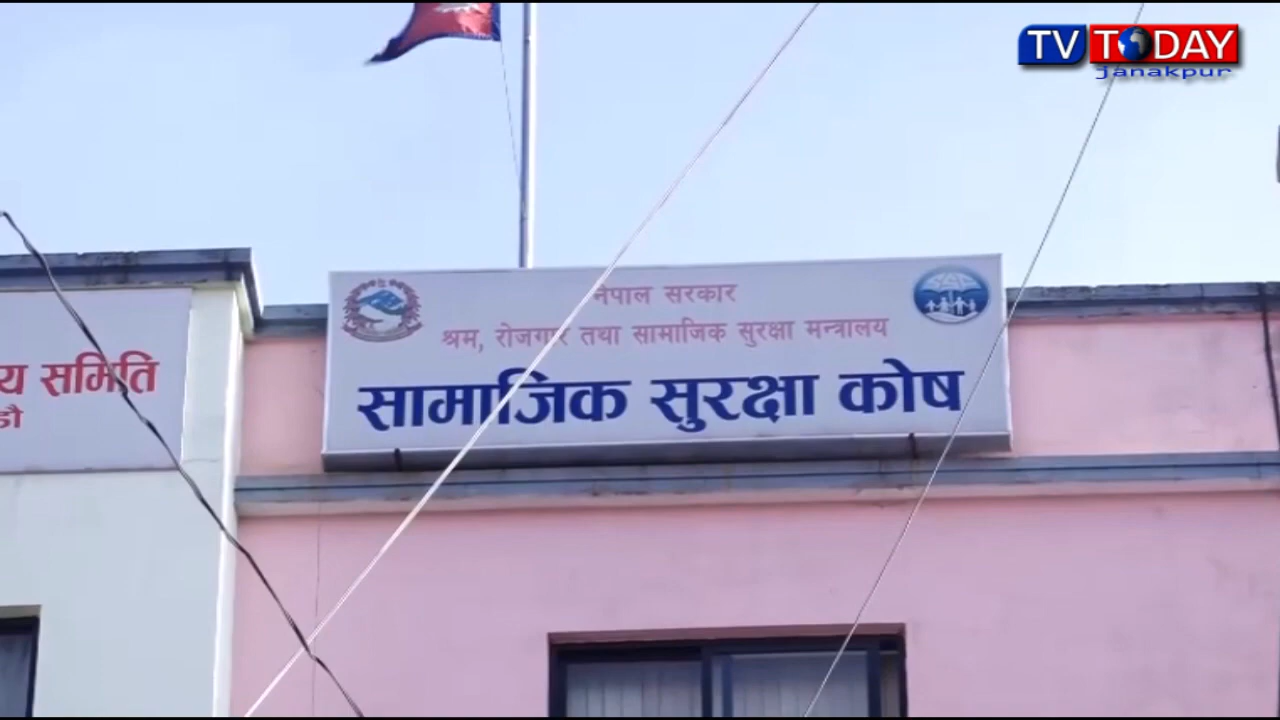 TV TODAY
janakpur
नेपाल सरकार
श्रम, रोजगार तथा सामाजिक सुरक्षा मन्त्रालय
सामाजिक सुरक्षा कोष
य समिति
डौ